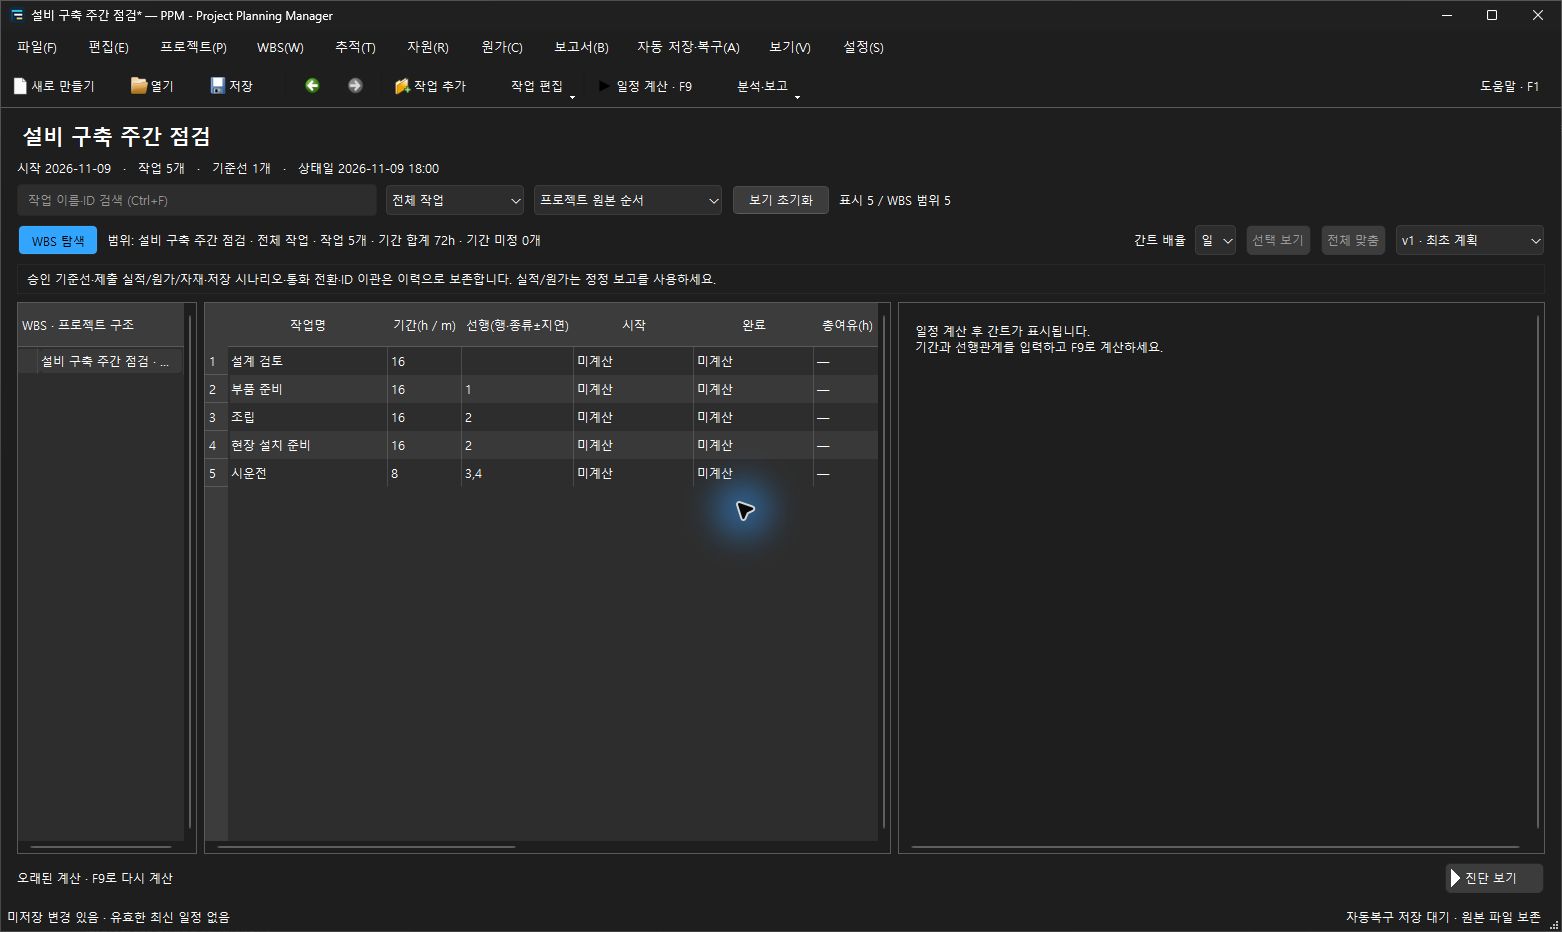 설비 구축 주간 점검* — PPM - Project Planning Manager
파일(F) 편집(E) 프로젝트(P) WBS(W) 추적(T) 자원(R) 원가(C) 보고서(B) 자동 저장·복구(A) 보기(V) 설정(S)
새로 만들기 열기 저장 작업 추가 작업 편집 일정 계산 · F9 분석·보고 도움말 · F1
설비 구축 주간 점검
시작 2026-11-09 · 작업 5개 · 기준선 1개 · 상태일 2026-11-09 18:00
작업 이름·ID 검색 (Ctrl+F) 전체 작업 프로젝트 원본 순서 보기 초기화 표시 5 / WBS 범위 5
WBS 탐색 범위: 설비 구축 주간 점검 · 전체 작업 · 작업 5개 · 기간 합계 72h · 기간 미정 0개 간트 배율 일 선택 보기 전체 맞춤 v1 · 최초 계획
승인 기준선·제출 실적/원가/자재·저장 시나리오·통화 전환·ID 이관은 이력으로 보존합니다. 실적/원가는 정정 보고를 사용하세요.
WBS · 프로젝트 구조
설비 구축 주간 점검 · ...
작업명 기간(h / m) 선행(행·종류±지연) 시작 완료 총여유(h)
1 설계 검토 16 미계산 미계산 —
2 부품 준비 16 1 미계산 미계산 —
3 조립 16 2 미계산 미계산 —
4 현장 설치 준비 16 2 미계산 미계산 —
5 시운전 8 3,4 미계산 미계산 —
일정 계산 후 간트가 표시됩니다.
기간과 선행관계를 입력하고 F9로 계산하세요.
오래된 계산 · F9로 다시 계산 진단 보기
미저장 변경 있음 · 유효한 최신 일정 없음 자동복구 저장 대기 · 원본 파일 보존